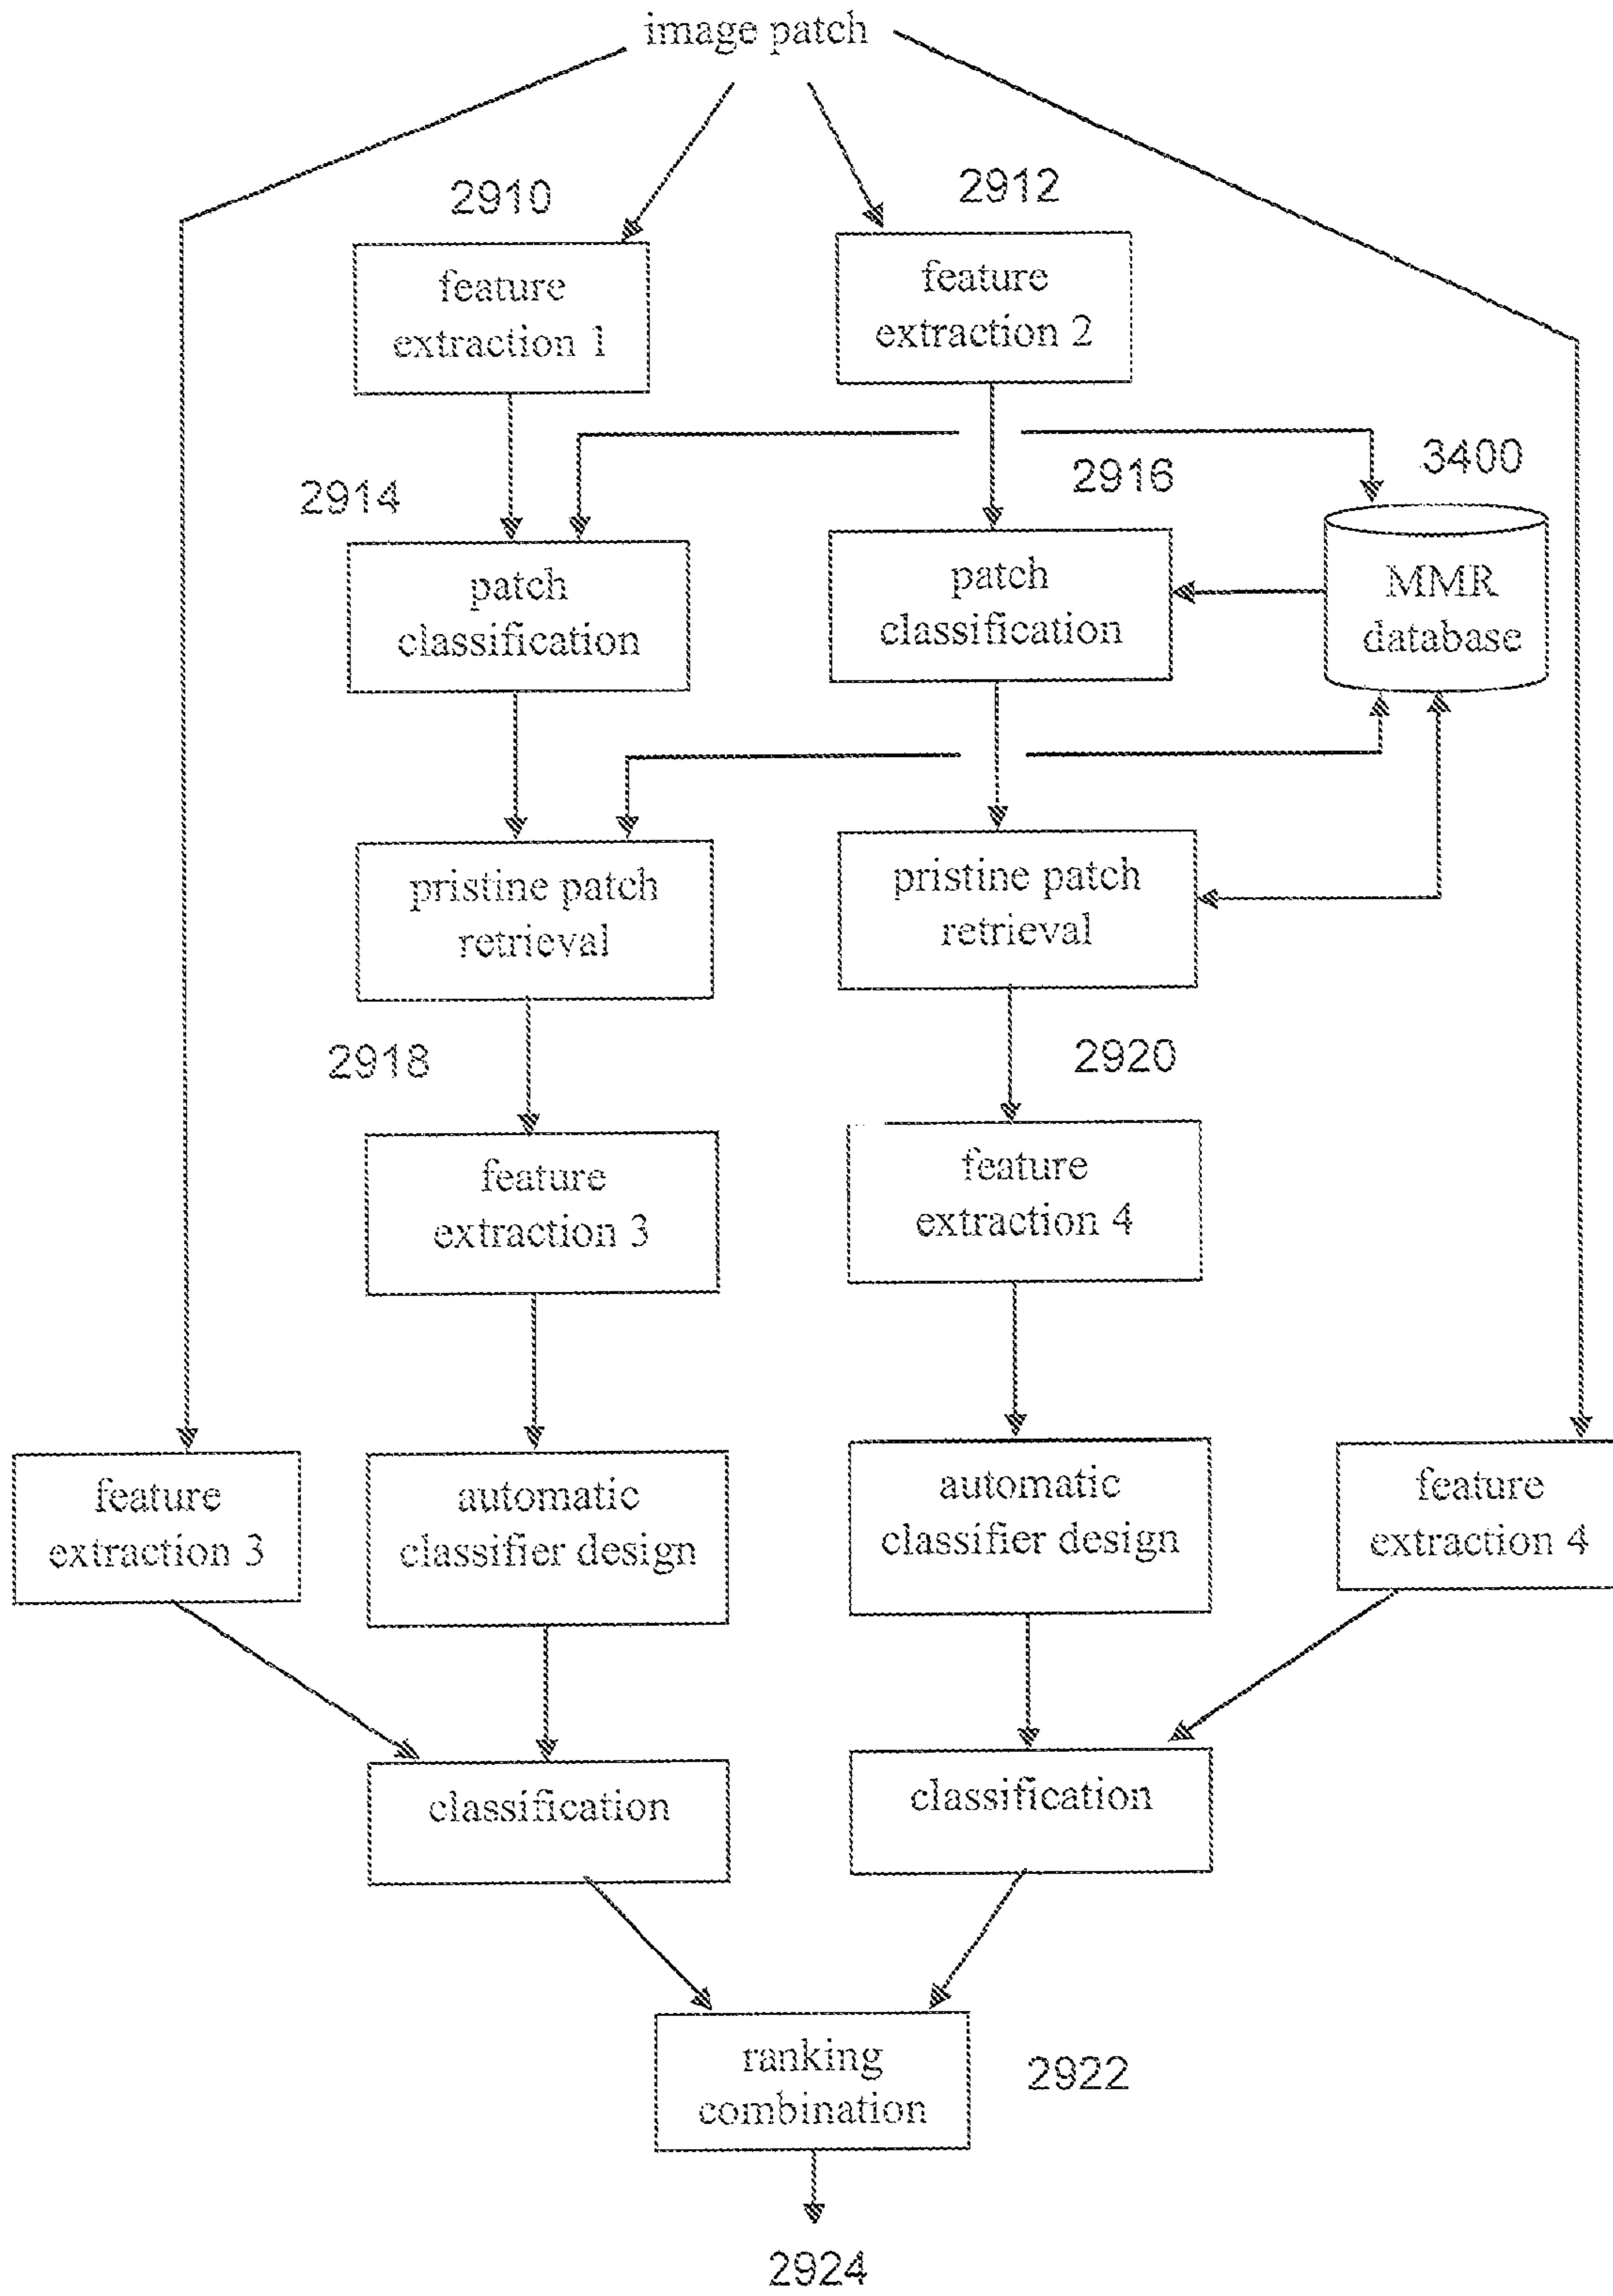 image patch
2910
2912
feature
extraction 1
feature
extraction 2
2914
2916
3400
patch
classification
patch
classification
MMR
database
pristine patch
retrieval
pristine patch
retrieval
2918
2920
feature
extraction 3
feature
extraction 4
feature
extraction 3
automatic
classifier design
automatic
classifier design
feature
extraction 4
classification
classification
ranking
combination
2922
2924